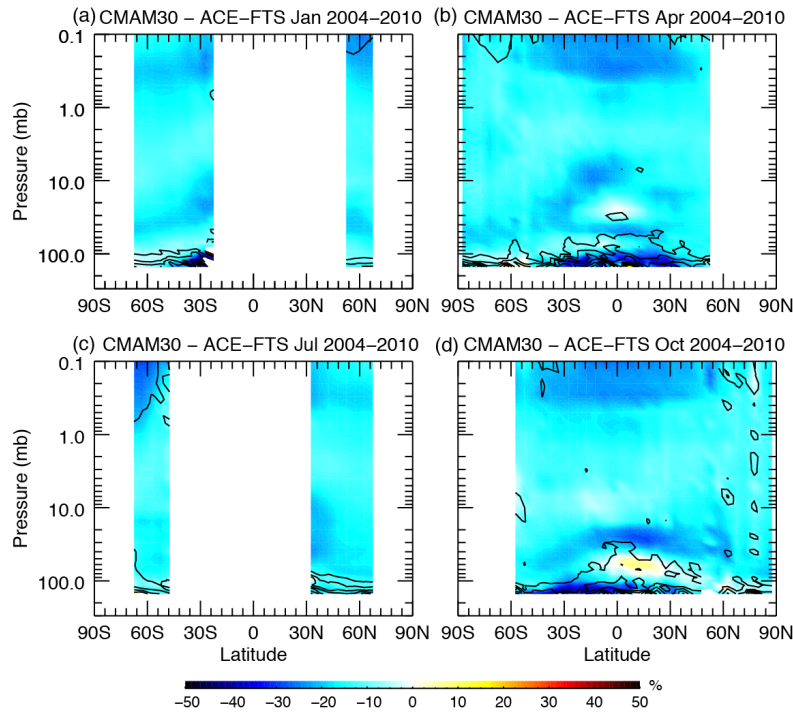 (a) CMAM30 − ACE−FTS Jan 2004−2010
(b) CMAM30 − ACE−FTS Apr 2004−2010
0.1
1.0
10.0
100.0
Pressure (mb)
90S 60S 30S 0 30N 60N 90N
90S 60S 30S 0 30N 60N 90N
(c) CMAM30 − ACE−FTS Jul 2004−2010
(d) CMAM30 − ACE−FTS Oct 2004−2010
0.1
1.0
10.0
100.0
Pressure (mb)
90S 60S 30S 0 30N 60N 90N
90S 60S 30S 0 30N 60N 90N
Latitude
Latitude
%
−50 −40 −30 −20 −10 0 10 20 30 40 50